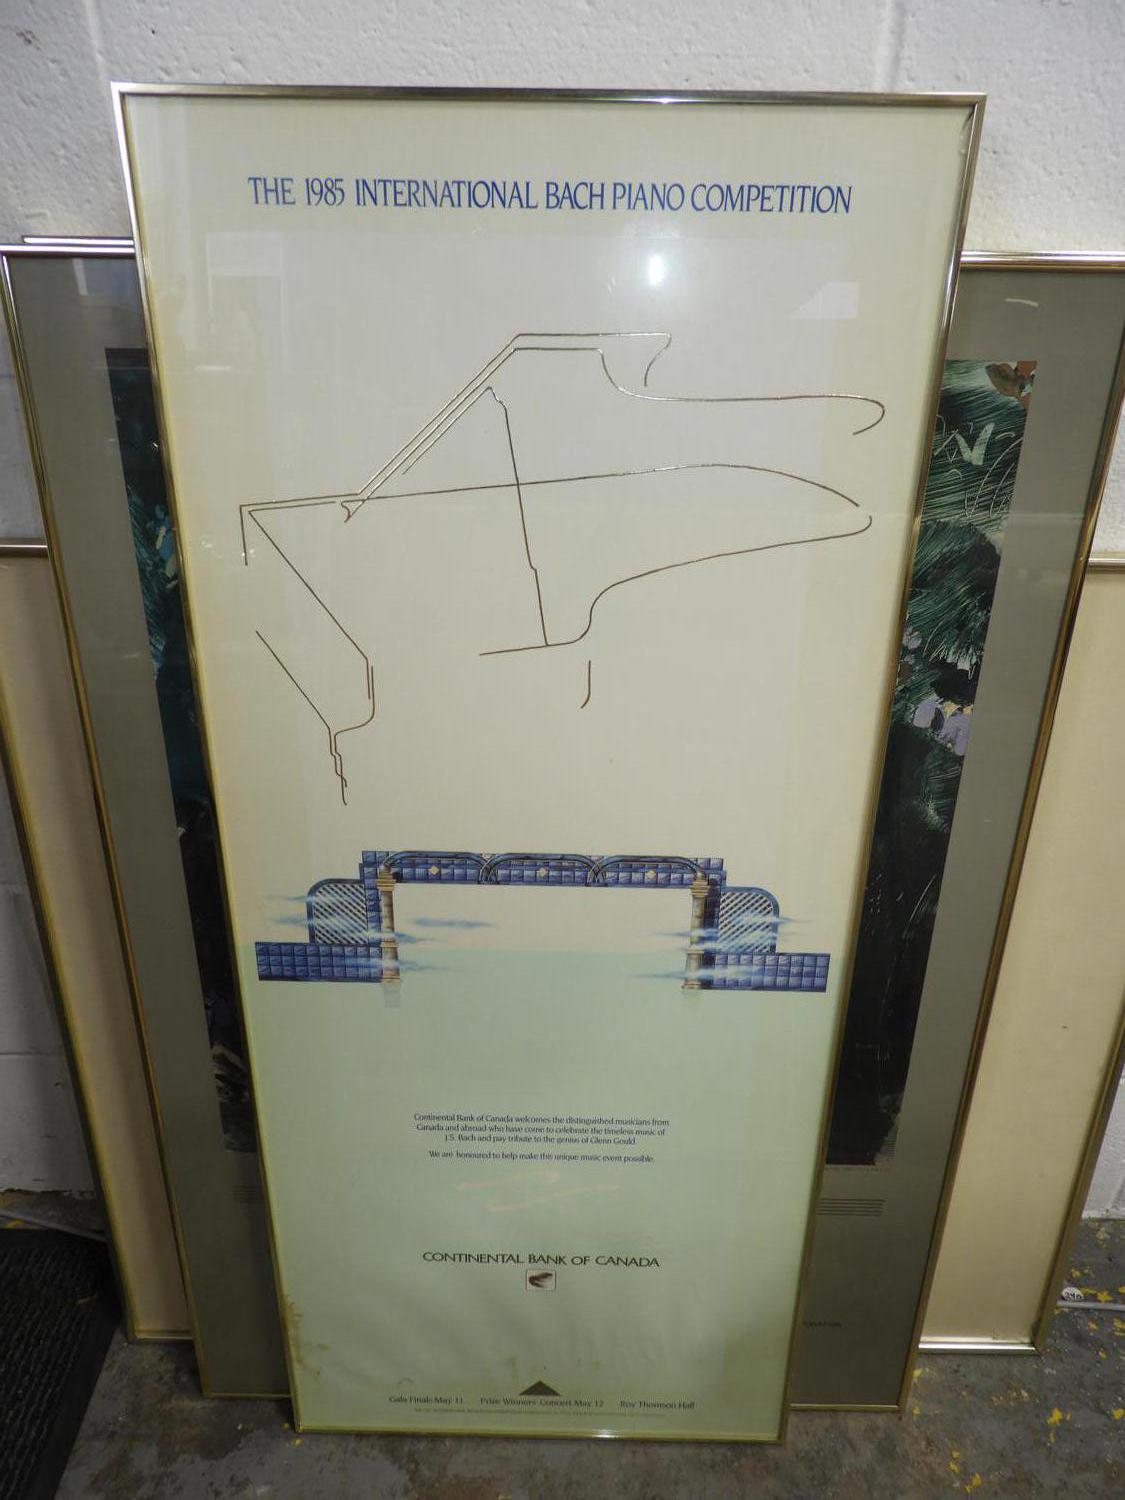 THE 1985 INTERNATIONAL BACH PIANO COMPETITION
Continental Bank of Canada welcomes the distinguished musicians from
Canada and abroad who have come to celebrate the timeless music of
J.S. Bach and pay tribute to the genius of Glenn Gould
We are honoured to help make this unique music event possible.
CONTINENTAL BANK OF CANADA
Gala Finals May 11 Prize Winners' Concert May 12 Roy Thomson Hall